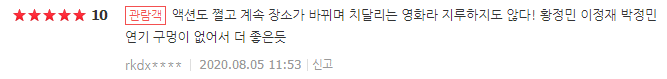 ★★★★★ 10 관람객 액션도 쩔고 계속 장소가 바뀌며 치달리는 영화라 지루하지도 않다! 황정민 이정재 박정민
연기 구멍이 없어서 더 좋은듯
rkdx**** | 2020.08.05 11:53 | 신고